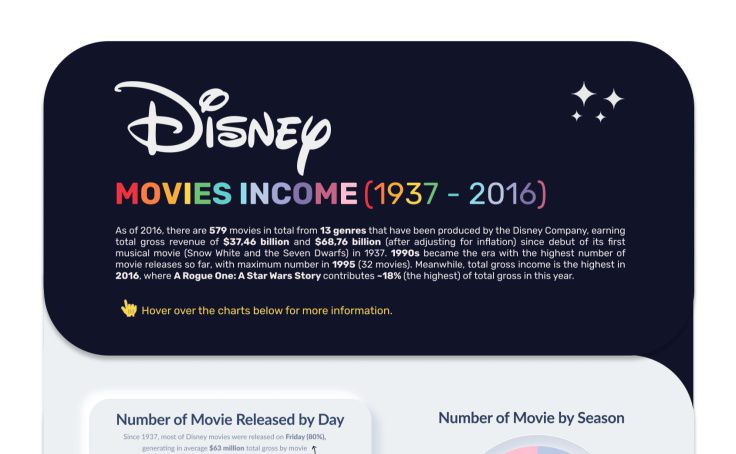 Disney
MOVIES INCOME (1937 - 2016)
As of 2016, there are 579 movies in total from 13 genres that have been produced by the Disney Company, earning
total gross revenue of $37,46 billion and $68,76 billion (after adjusting for inflation) since debut of its first
musical movie (Snow White and the Seven Dwarfs) in 1937. 1990s became the era with the highest number of
movie releases so far, with maximum number in 1995 (32 movies). Meanwhile, total gross income is the highest in
2016, where A Rogue One: A Star Wars Story contributes ~18% (the highest) of total gross in this year.
Hover over the charts below for more information.
Number of Movie Released by Day
Since 1937, most of Disney movies were released on Friday (80%),
generating in average $63 million total gross by movie
Number of Movie by Season